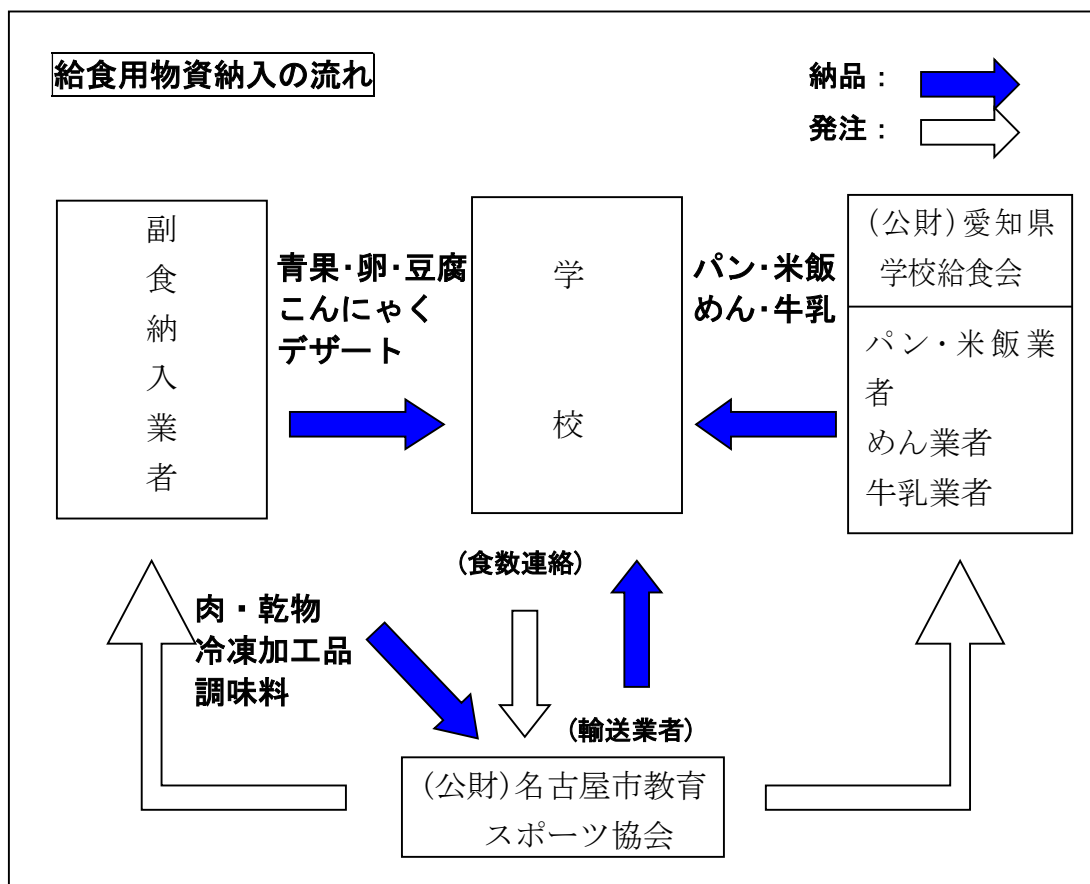 給食用物資納入の流れ
納品：
発注：
副食納入業者
青果・卵・豆腐
こんにゃく
デザート
学校
パン・米飯
めん・牛乳
(公財)愛知県
学校給食会
パン・米飯業
者
めん業者
牛乳業者
(食数連絡)
肉・乾物
冷凍加工品
調味料
(輸送業者)
(公財)名古屋市教育
スポーツ協会